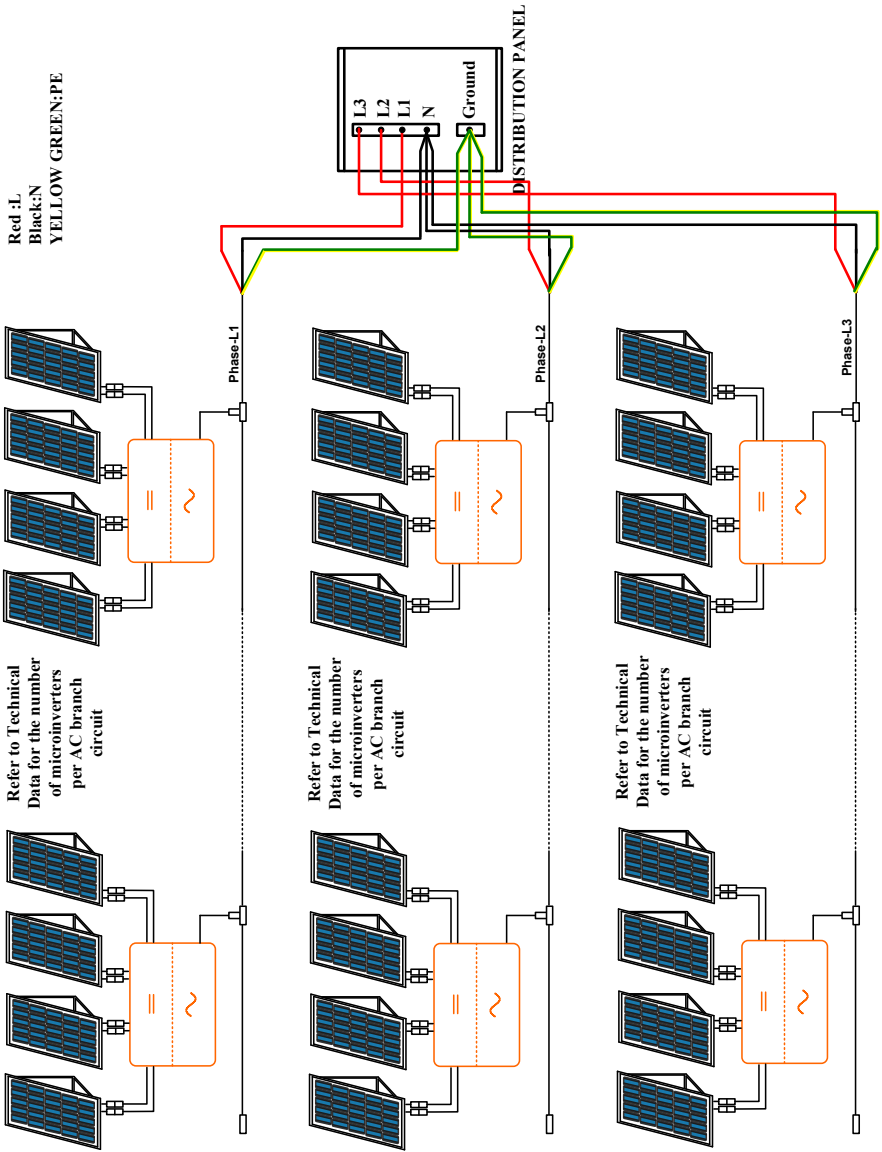 Red :L
Black:N
YELLOW GREEN:PE
L3
L2
L1
N
Ground
DISTRIBUTION PANEL
Phase-L1
Refer to Technical
Data for the number
of microinverters
per AC branch
circuit
Phase-L2
Refer to Technical
Data for the number
of microinverters
per AC branch
circuit
Phase-L3
Refer to Technical
Data for the number
of microinverters
per AC branch
circuit